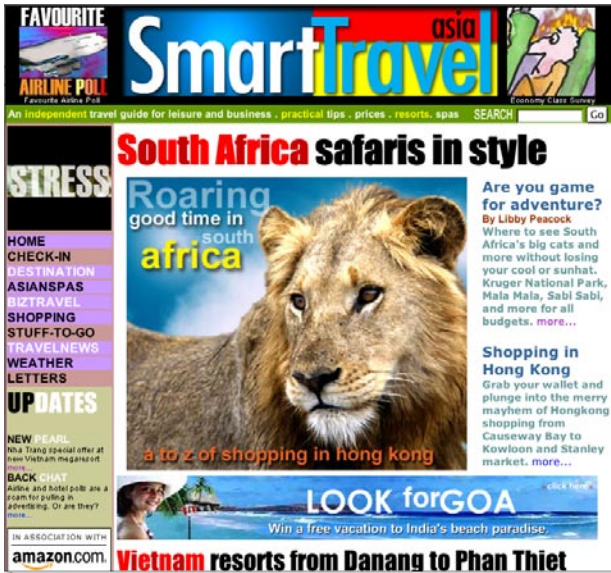 FAVOURITE
AIRLINE POLL
Favourite Airline Poll
SmartTravel
asia
Economy Class Survey
An independent travel guide for leisure and business . practical tips . prices . resorts. spas
SEARCH
Go
STRESS
HOME
CHECK-IN
DESTINATION
ASIANSPAS
BIZTRAVEL
SHOPPING
STUFF-TO-GO
TRAVELNEWS
WEATHER
LETTERS
UPDATES
NEW PEARL
Nha Trang special offer at
new Vietnam megaresort
more...
BACK CHAT
Airline and hotel polls are a
scam for pulling in
advertising. Or are they?
more...
IN ASSOCIATION WITH
amazon.com.
South Africa safaris in style
Roaring
good time in
south
africa
a to z of shopping in hong kong
Are you game
for adventure?
By Libby Peacock
Where to see South
Africa's big cats and
more without losing
your cool or sunhat.
Kruger National Park,
Mala Mala, Sabi Sabi,
and more for all
budgets. more...
Shopping in
Hong Kong
Grab your wallet and
plunge into the merry
mayhem of Hongkong
shopping from
Causeway Bay to
Kowloon and Stanley
market. more...
click here
LOOK for GOA
Win a free vacation to India's beach paradise.
Vietnam resorts from Danang to Phan Thiet